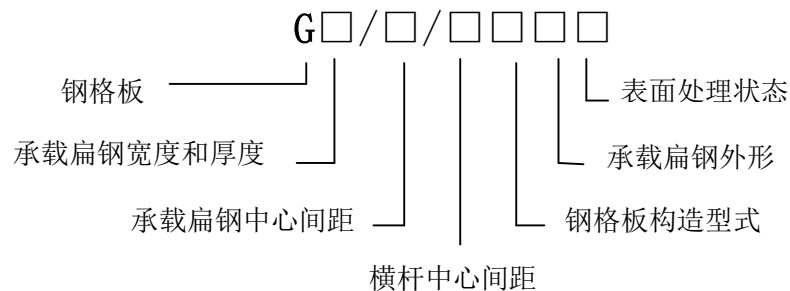 G□/□/□□□□
钢格板
表面处理状态
承载扁钢宽度和厚度
承载扁钢外形
承载扁钢中心间距
钢格板构造型式
横杆中心间距